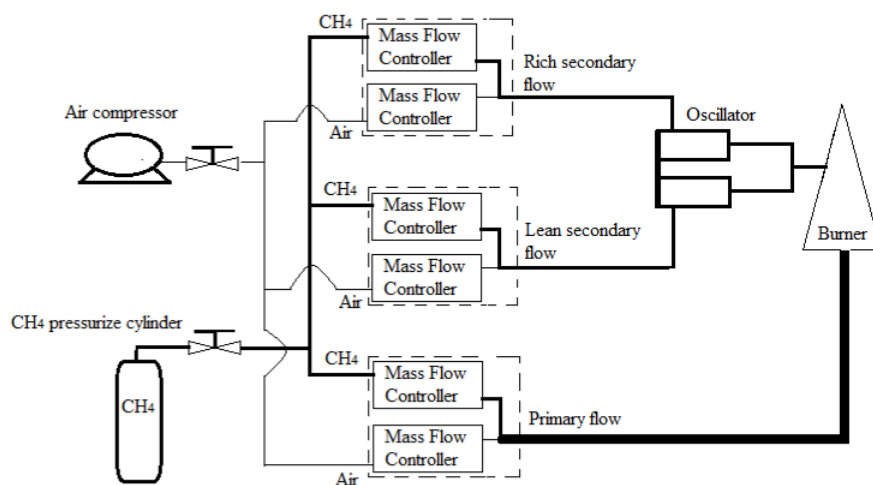 CH4
Mass Flow
Controller
Rich secondary
flow
Mass Flow
Controller
Air compressor
Air
Oscillator
CH4
Mass Flow
Controller
Lean secondary
flow
Burner
Mass Flow
Controller
Air
CH4 pressurize cylinder
CH4
Mass Flow
Controller
CH4
Primary flow
Mass Flow
Controller
Air